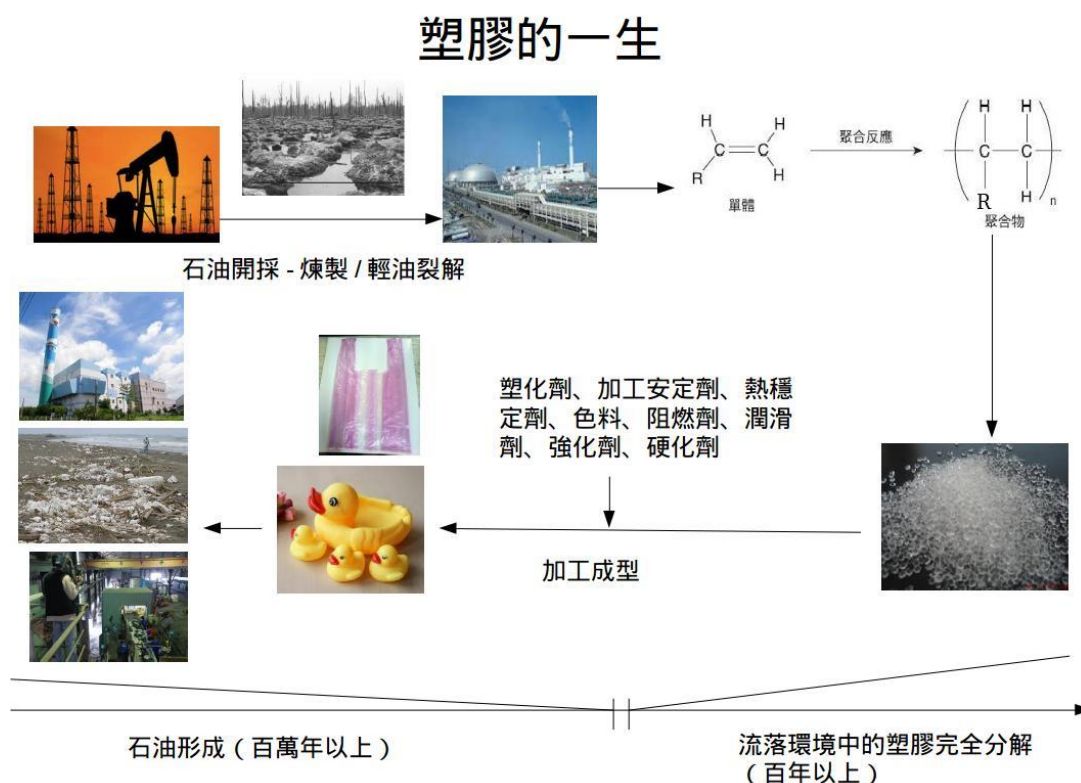 塑膠的一生
H
H
C
C
R
H
單體
聚合反應
H
H
C
C
R
H
n
聚合物
石油開採 - 煉製 / 輕油裂解
塑化劑、加工安定劑、熱穩
定劑、色料、阻燃劑、潤滑
劑、強化劑、硬化劑
加工成型
石油形成（百萬年以上）
流落環境中的塑膠完全分解
（百年以上）